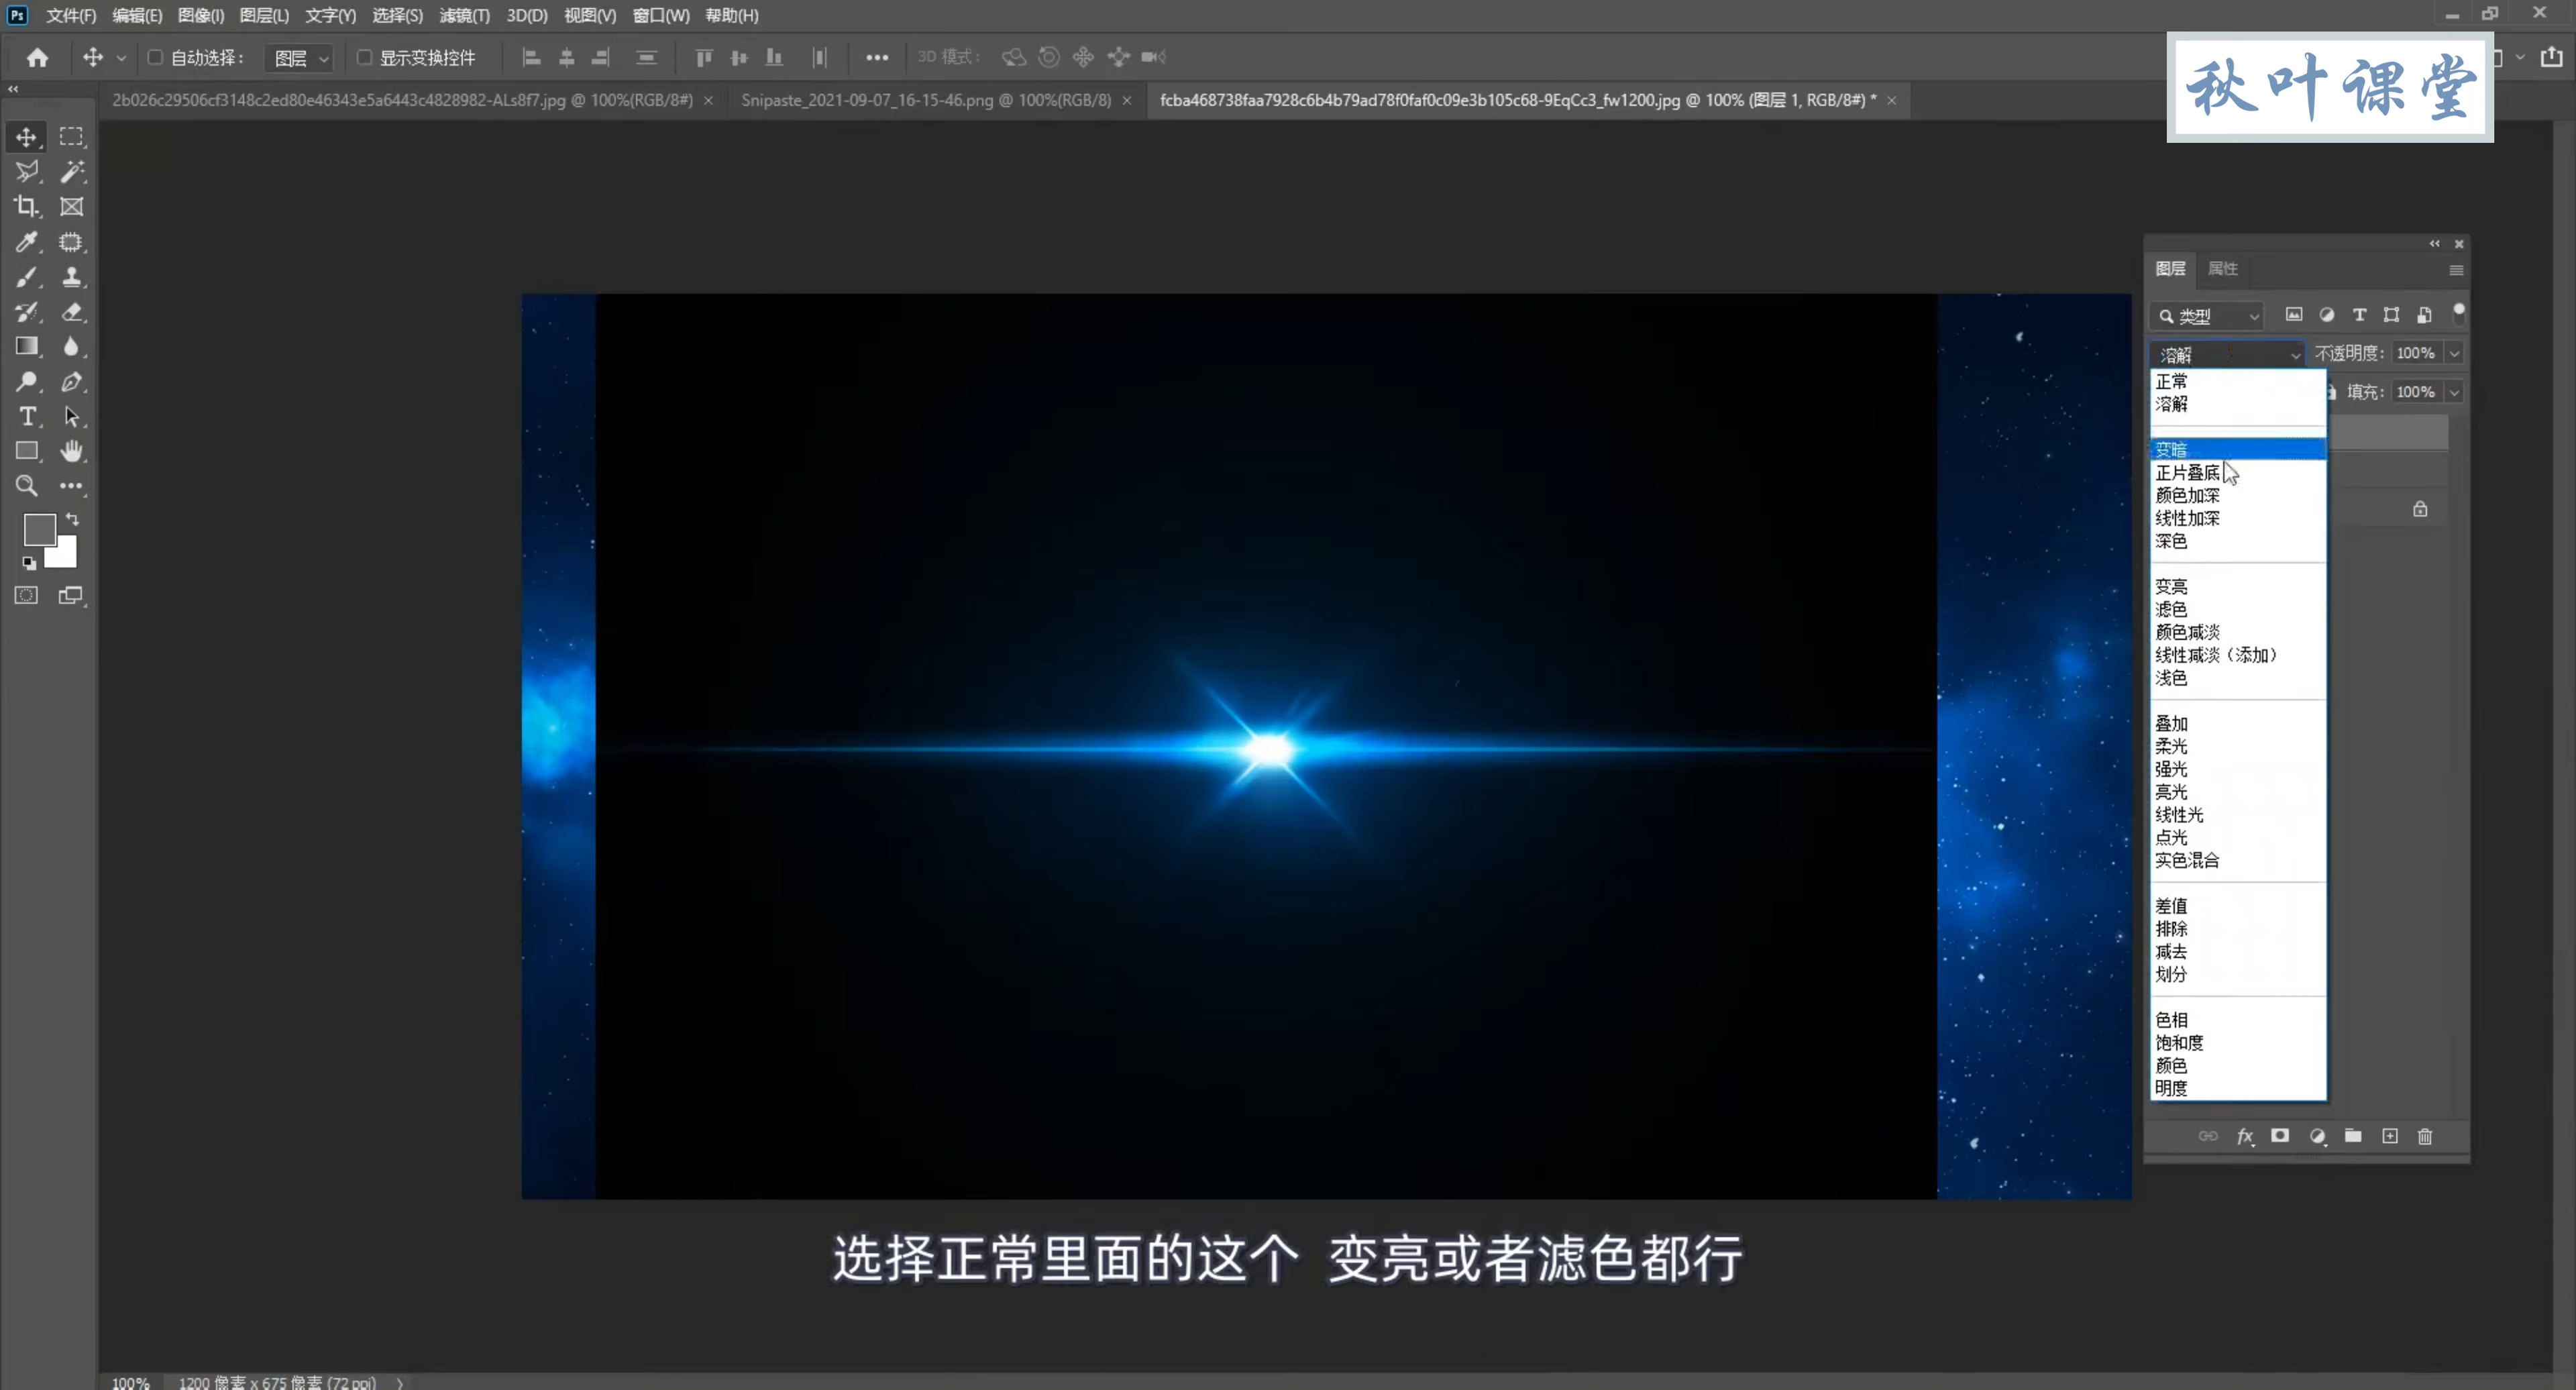 Ps 文件(F) 编辑(E) 图像(I) 图层(L) 文字(Y) 选择(S) 滤镜(T) 3D(D) 视图(V) 窗口(W) 帮助(H)
自动选择： 图层 显示变换控件 3D 模式：
秋叶课堂
2b026c29506cf3148c2ed80e46343e5a6443c4828982-ALs8f7.jpg @ 100%(RGB/8#) × Snipaste_2021-09-07_16-15-46.png @ 100%(RGB/8) × fcba468738faa7928c6b4b79ad78f0faf0c09e3b105c68-9EqCc3_fw1200.jpg @ 100% (图层 1, RGB/8#) * ×
图层 属性
类型
溶解 不透明度： 100%
填充： 100%
正常
溶解
变暗
正片叠底
颜色加深
线性加深
深色
变亮
滤色
颜色减淡
线性减淡（添加）
浅色
叠加
柔光
强光
亮光
线性光
点光
实色混合
差值
排除
减去
划分
色相
饱和度
颜色
明度
fx
选择正常里面的这个 变亮或者滤色都行
100% 1200 像素 x 675 像素 (72 ppi)